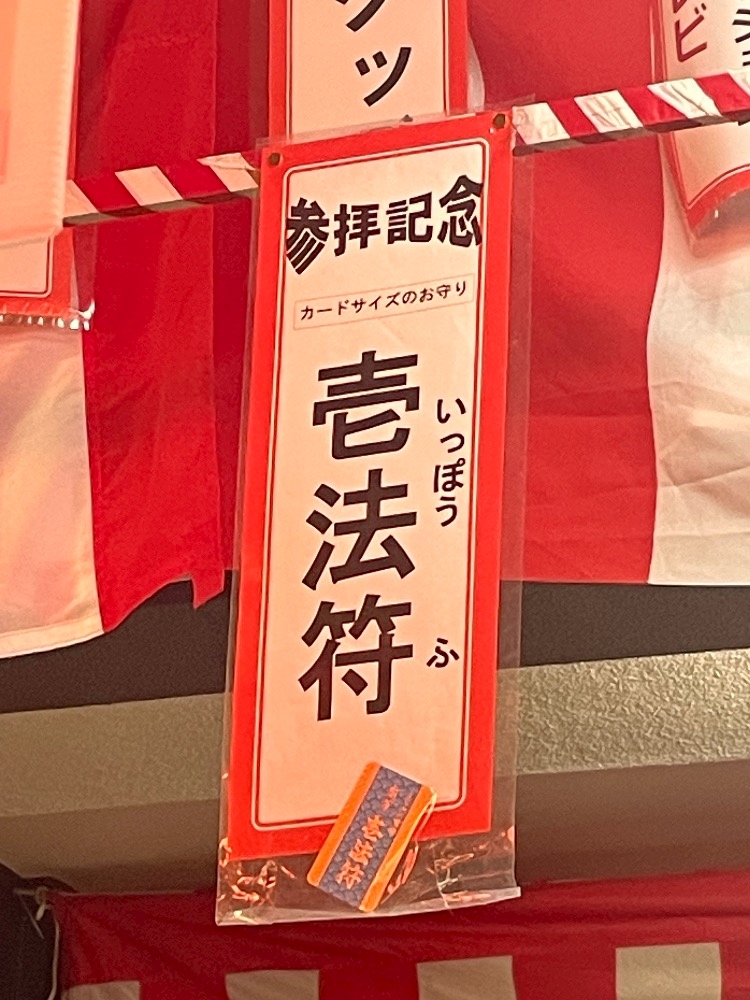 ッ
ビ
参拝記念
カードサイズのお守り
壱法符
いっぽう
ふ
壱法符